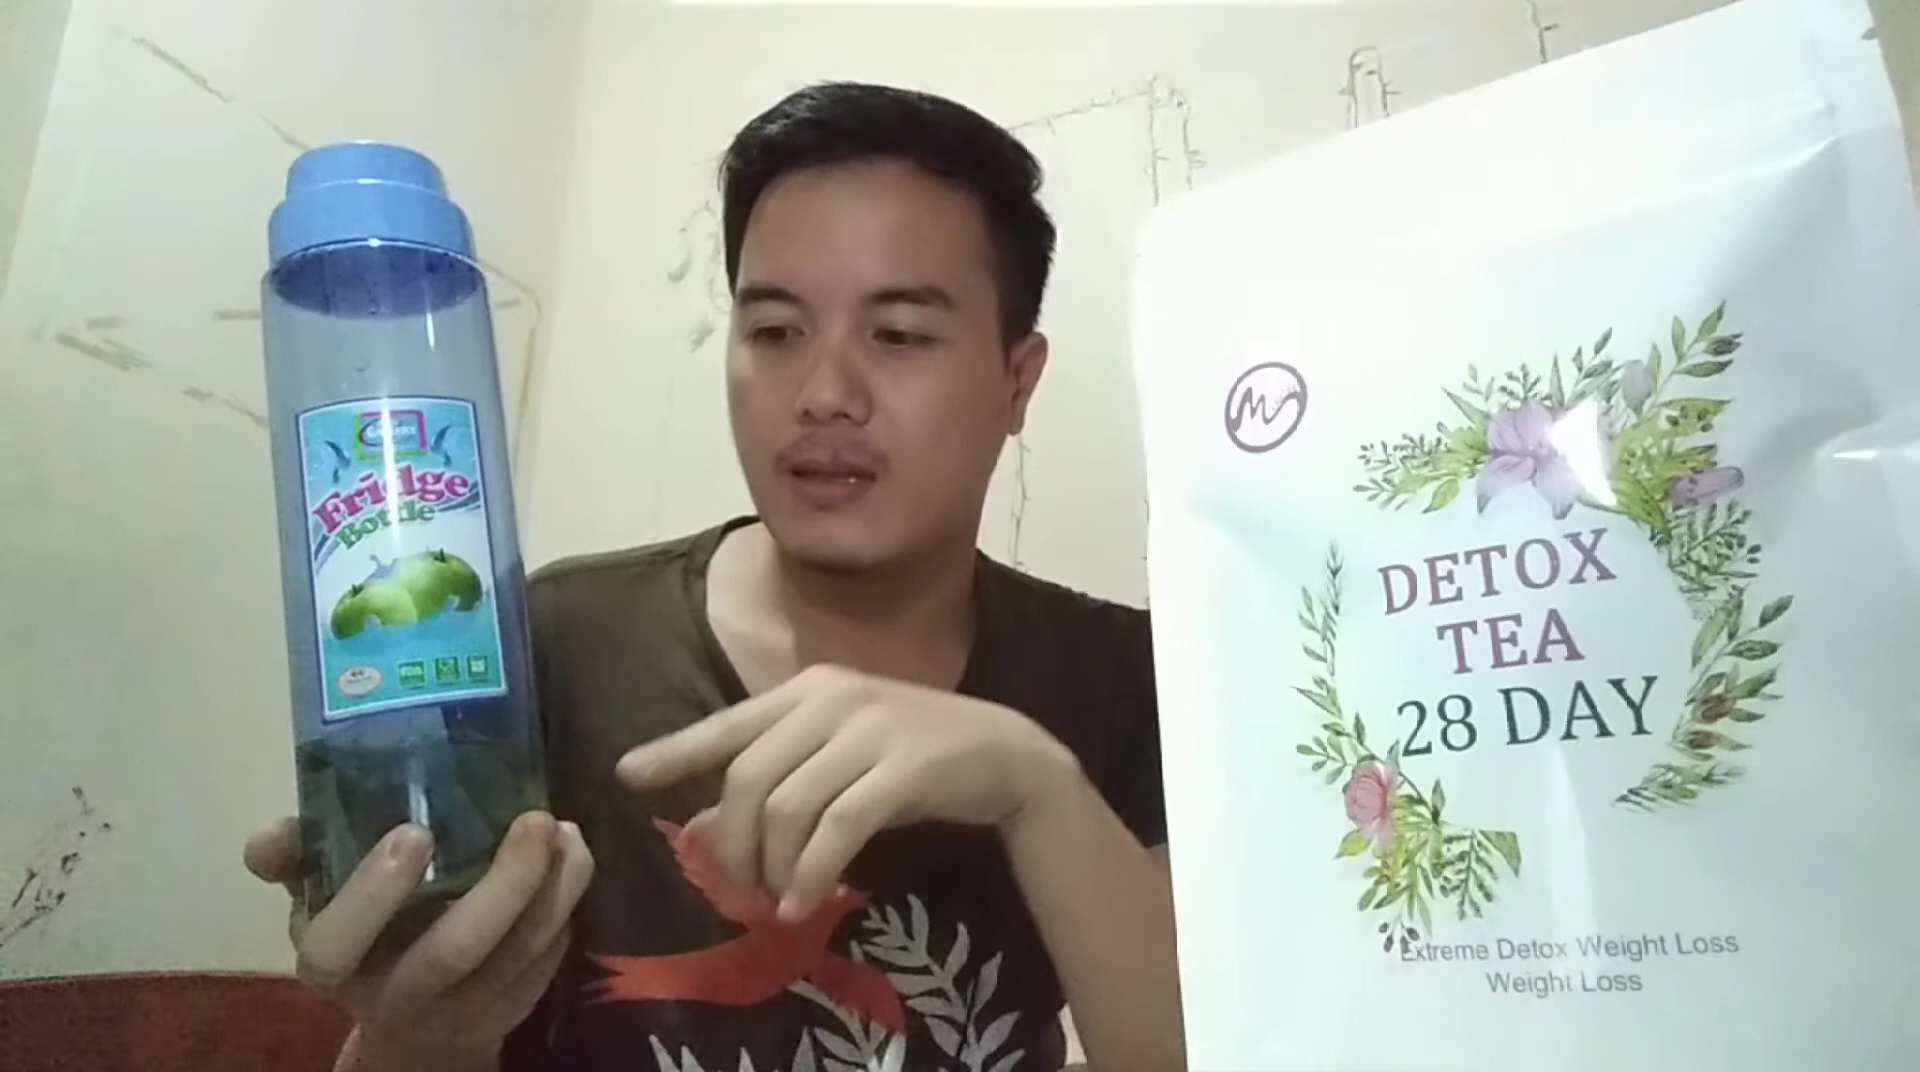 Fridge
Bottle
DETOX
TEA
28 DAY
Extreme Detox Weight Loss
Weight Loss